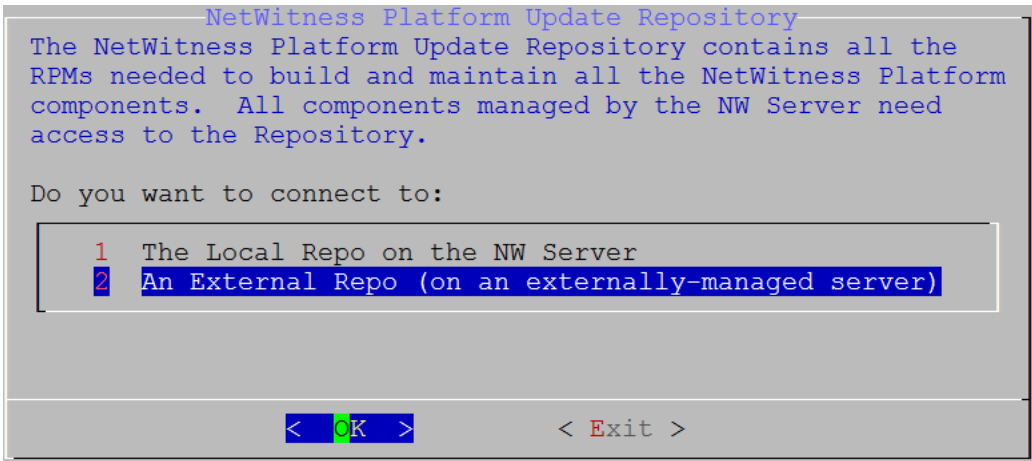 NetWitness Platform Update Repository
The NetWitness Platform Update Repository contains all the
RPMs needed to build and maintain all the NetWitness Platform
components.  All components managed by the NW Server need
access to the Repository.
Do you want to connect to:
1  The Local Repo on the NW Server
2  An External Repo (on an externally-managed server)
<  OK  > < Exit >